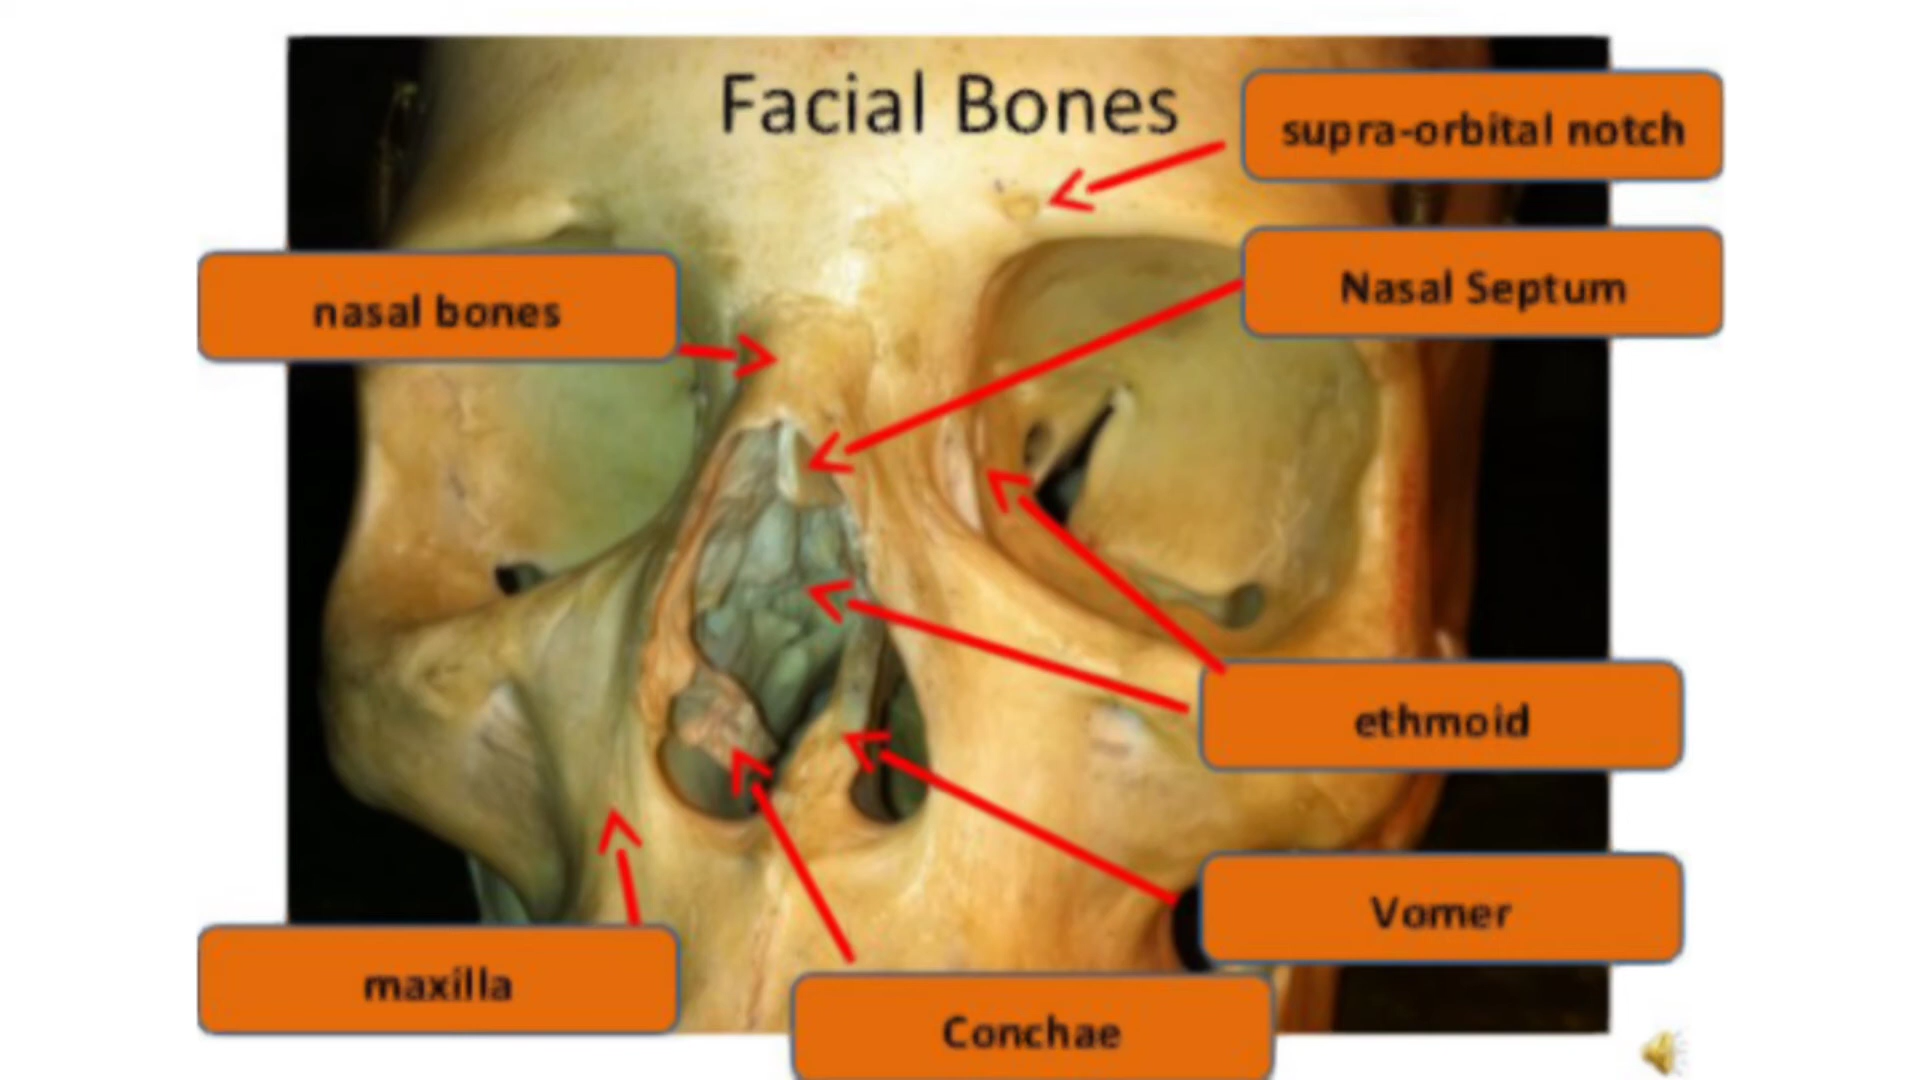 Facial Bones
supra-orbital notch
Nasal Septum
nasal bones
ethmoid
Vomer
maxilla
Conchae